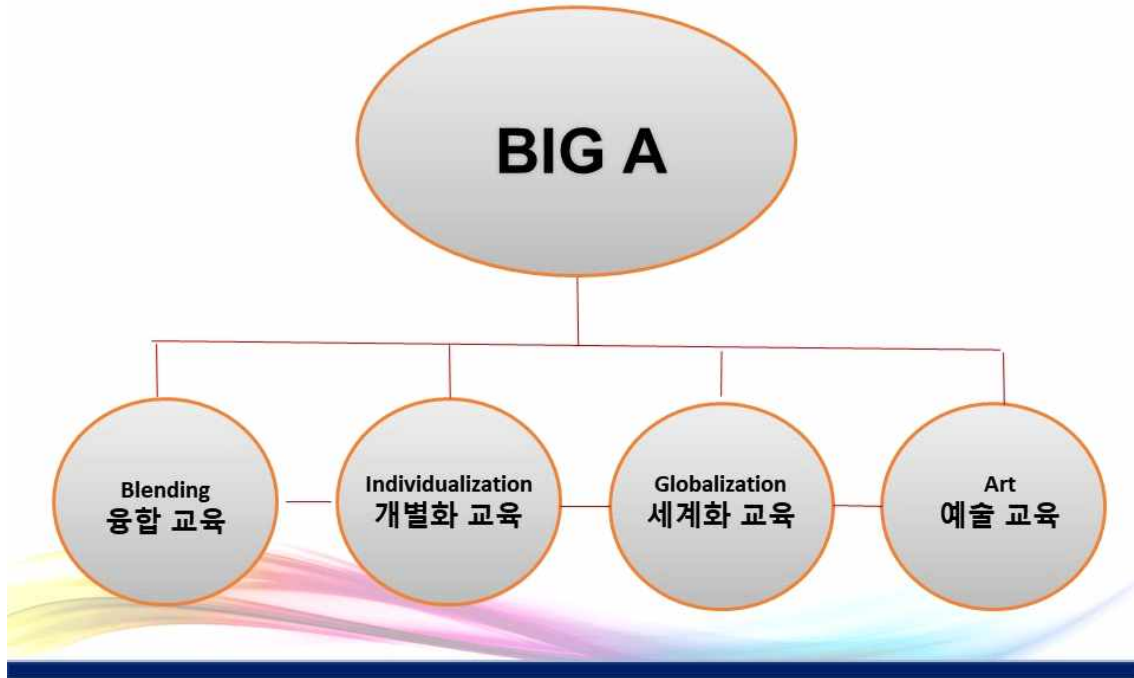 BIG A
Blending
융합 교육
Individualization
개별화 교육
Globalization
세계화 교육
Art
예술 교육